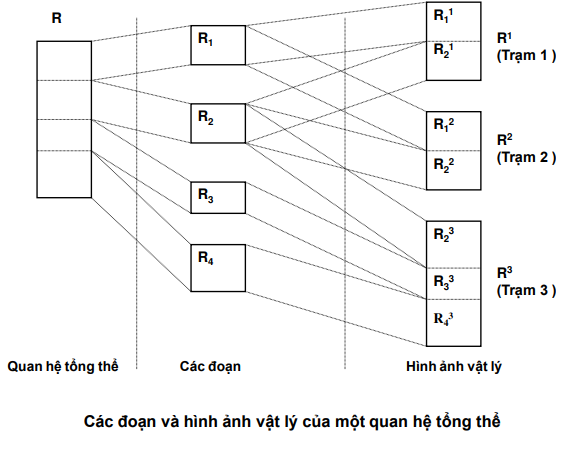 R
R₁
R₂
R₃
R₄
R₁¹
R₂¹
R¹
(Trạm 1 )
R₁²
R₂²
R²
(Trạm 2 )
R₂³
R₃³
R₄³
R³
(Trạm 3 )
Quan hệ tổng thể
Các đoạn
Hình ảnh vật lý
Các đoạn và hình ảnh vật lý của một quan hệ tổng thể